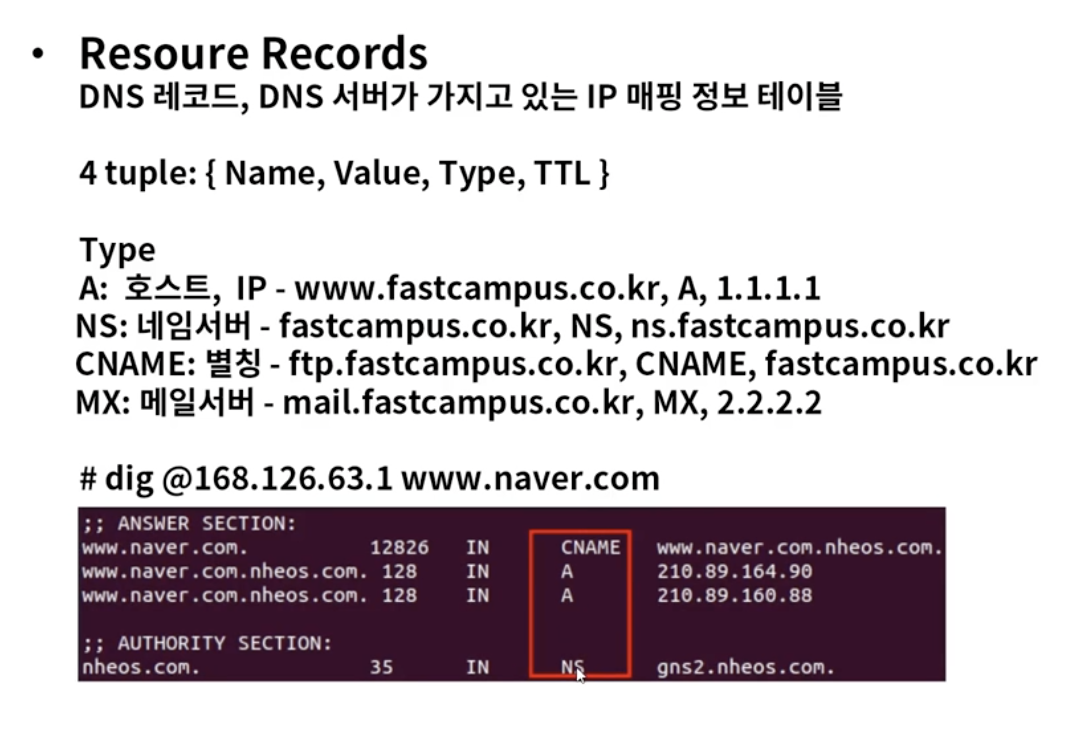 • Resoure Records
DNS 레코드, DNS 서버가 가지고 있는 IP 매핑 정보 테이블
4 tuple: { Name, Value, Type, TTL }
Type
A: 호스트, IP - www.fastcampus.co.kr, A, 1.1.1.1
NS: 네임서버 - fastcampus.co.kr, NS, ns.fastcampus.co.kr
CNAME: 별칭 - ftp.fastcampus.co.kr, CNAME, fastcampus.co.kr
MX: 메일서버 - mail.fastcampus.co.kr, MX, 2.2.2.2
# dig @168.126.63.1 www.naver.com
;; ANSWER SECTION:
www.naver.com. 12826 IN CNAME www.naver.com.nheos.com.
www.naver.com.nheos.com. 128 IN A 210.89.164.90
www.naver.com.nheos.com. 128 IN A 210.89.160.88
;; AUTHORITY SECTION:
nheos.com. 35 IN NS gns2.nheos.com.